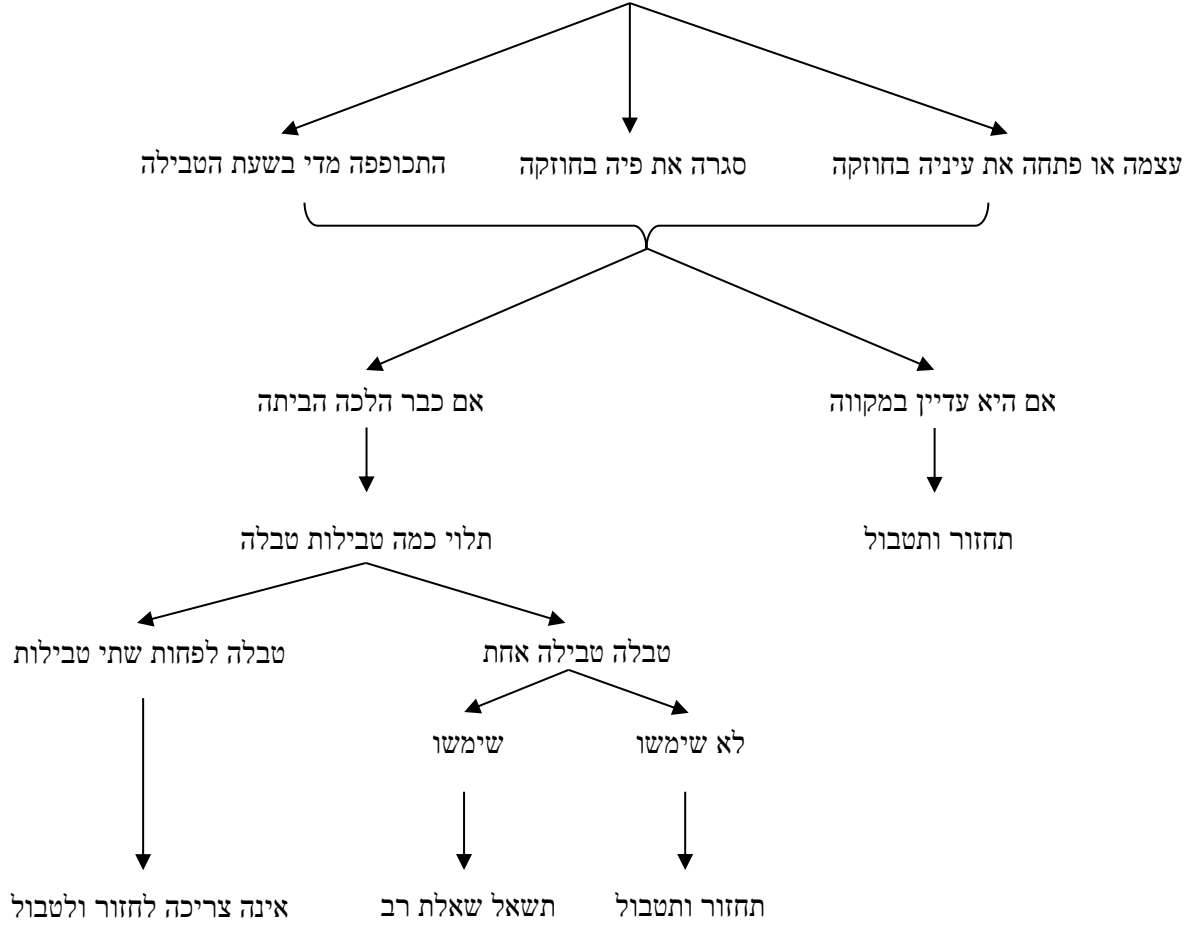 עצמה או פתחה את עיניה בחוזקה
סגרה את פיה בחוזקה
התכופפה מדי בשעת הטבילה
אם היא עדיין במקווה
אם כבר הלכה הביתה
תחזור ותטבול
תלוי כמה טבילות טבלה
טבלה טבילה אחת
טבלה לפחות שתי טבילות
לא שימשו
שימשו
תחזור ותטבול
תשאל שאלת רב
אינה צריכה לחזור ולטבול